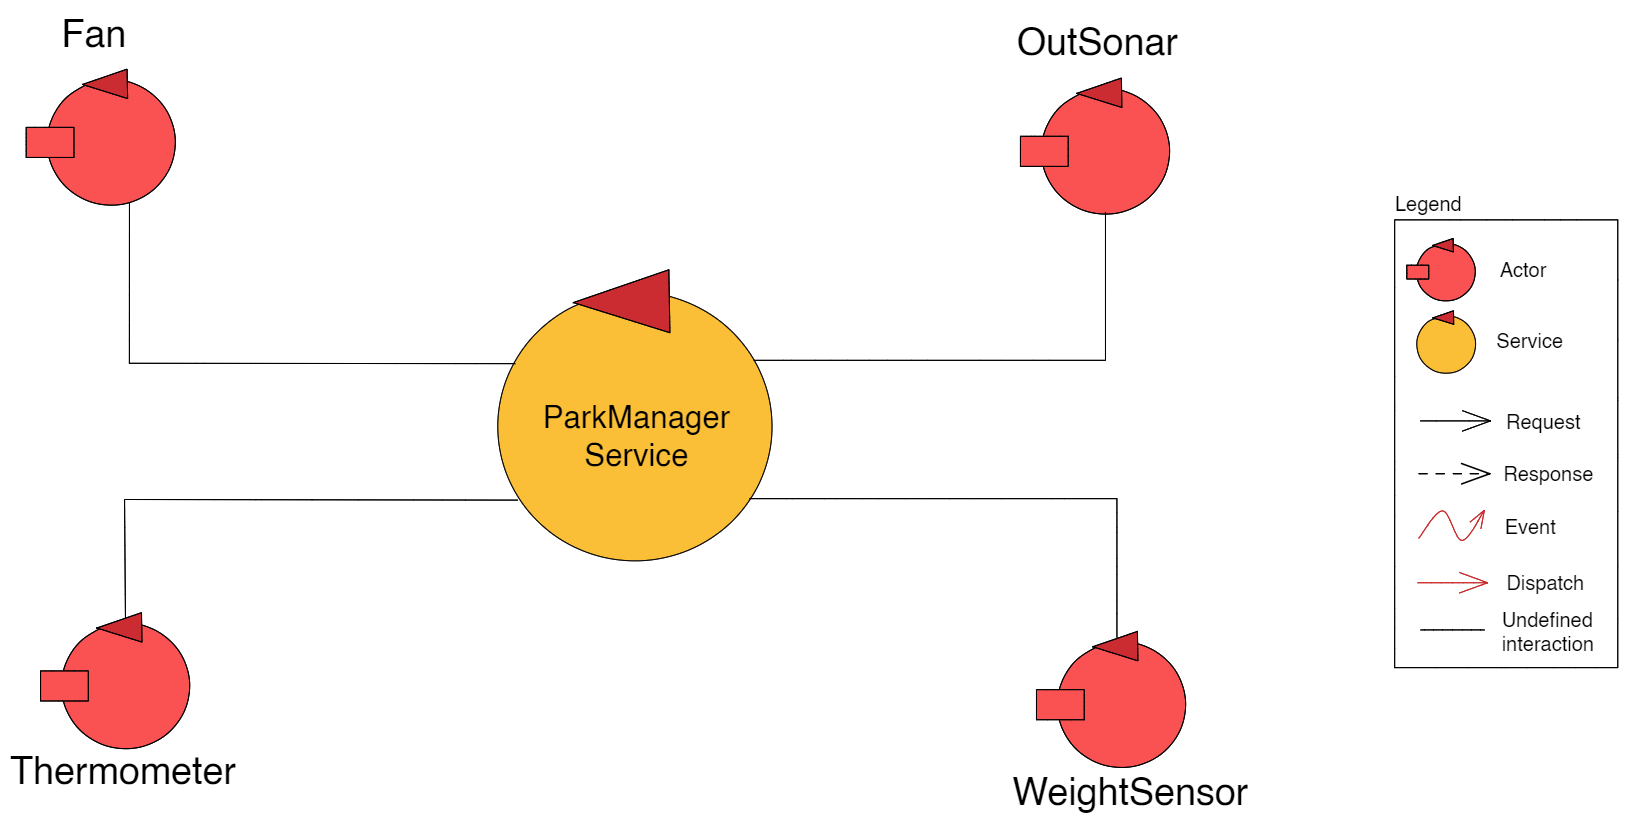 Fan
OutSonar
ParkManager
Service
Thermometer
WeightSensor
Legend
Actor
Service
Request
Response
Event
Dispatch
Undefined
interaction